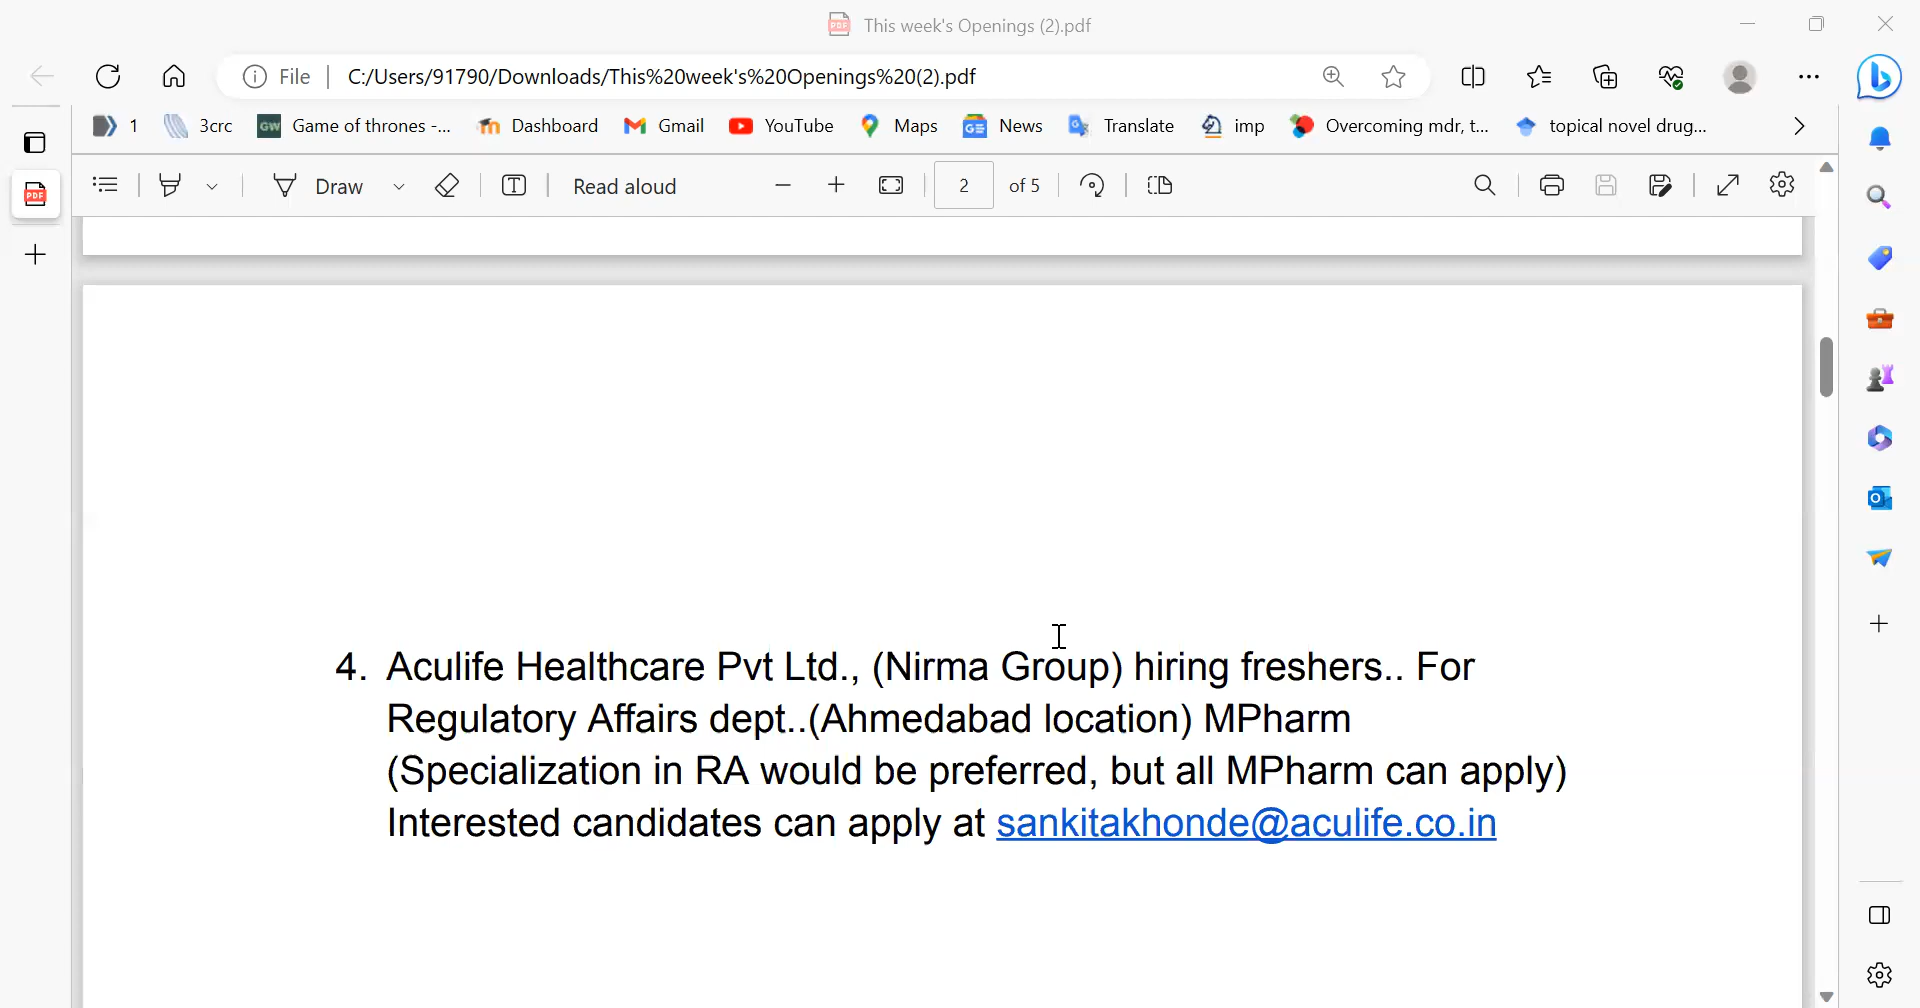 This week's Openings (2).pdf
File C:/Users/91790/Downloads/This%20week's%20Openings%20(2).pdf
1 3crc GW Game of thrones -... Dashboard Gmail YouTube Maps News Translate imp Overcoming mdr, t... topical novel drug...
Draw Read aloud 2 of 5
4. Aculife Healthcare Pvt Ltd., (Nirma Group) hiring freshers.. For
Regulatory Affairs dept..(Ahmedabad location) MPharm
(Specialization in RA would be preferred, but all MPharm can apply)
Interested candidates can apply at sankitakhonde@aculife.co.in